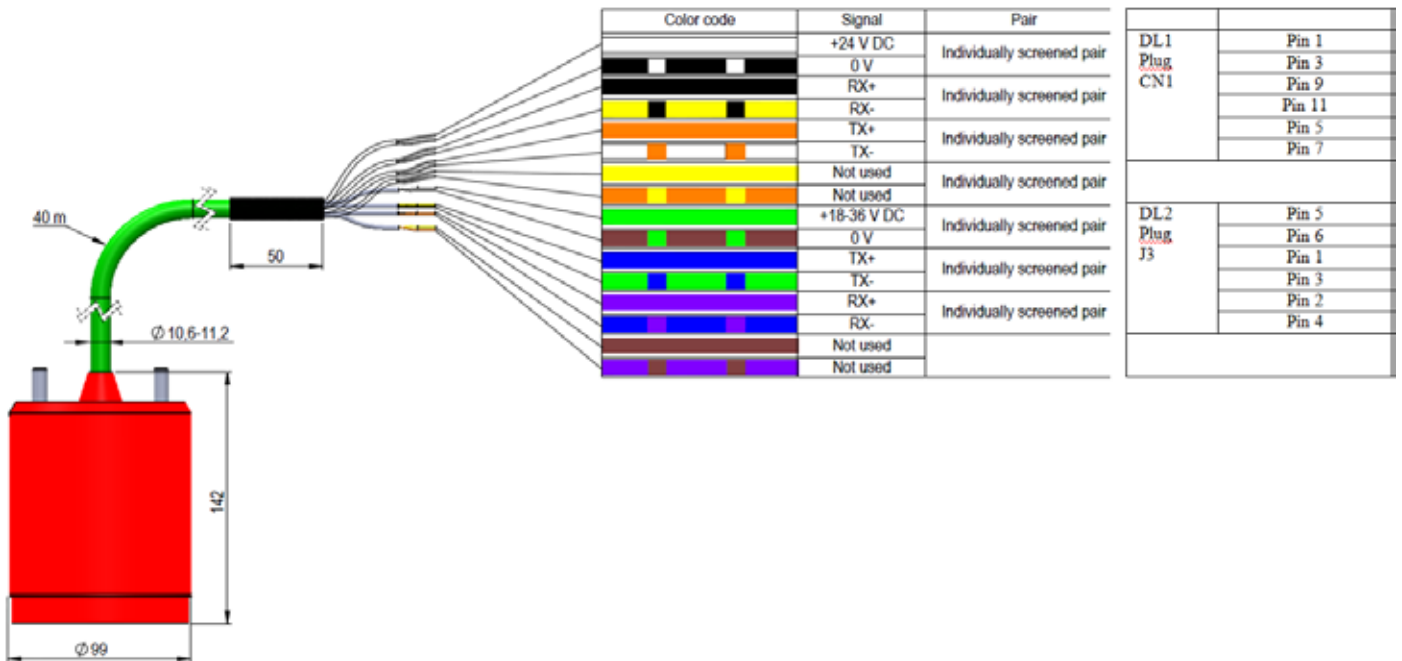 Color code Signal Pair
+24 V DC Individually screened pair
0 V
RX+ Individually screened pair
RX-
TX+ Individually screened pair
TX-
Not used Individually screened pair
Not used
+18-36 V DC Individually screened pair
0 V
TX+ Individually screened pair
TX-
RX+ Individually screened pair
RX-
Not used
Not used
DL1 Pin 1
Plug Pin 3
CN1 Pin 9
Pin 11
Pin 5
Pin 7
DL2 Pin 5
Plug Pin 6
J3 Pin 1
Pin 3
Pin 2
Pin 4
40 m
50
Ø10,6-11,2
142
Ø99